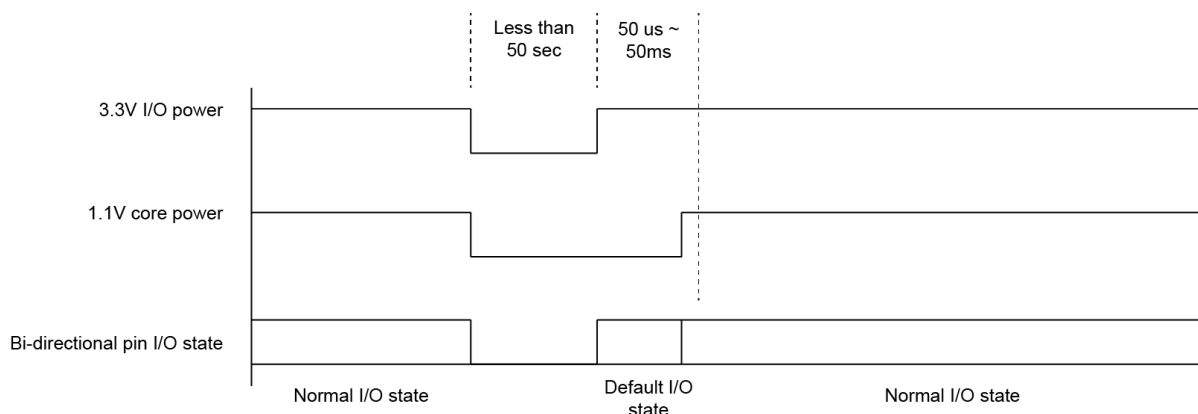 Less than
50 sec
50 us ~
50ms
3.3V I/O power
1.1V core power
Bi-directional pin I/O state
Normal I/O state
Default I/O
state
Normal I/O state